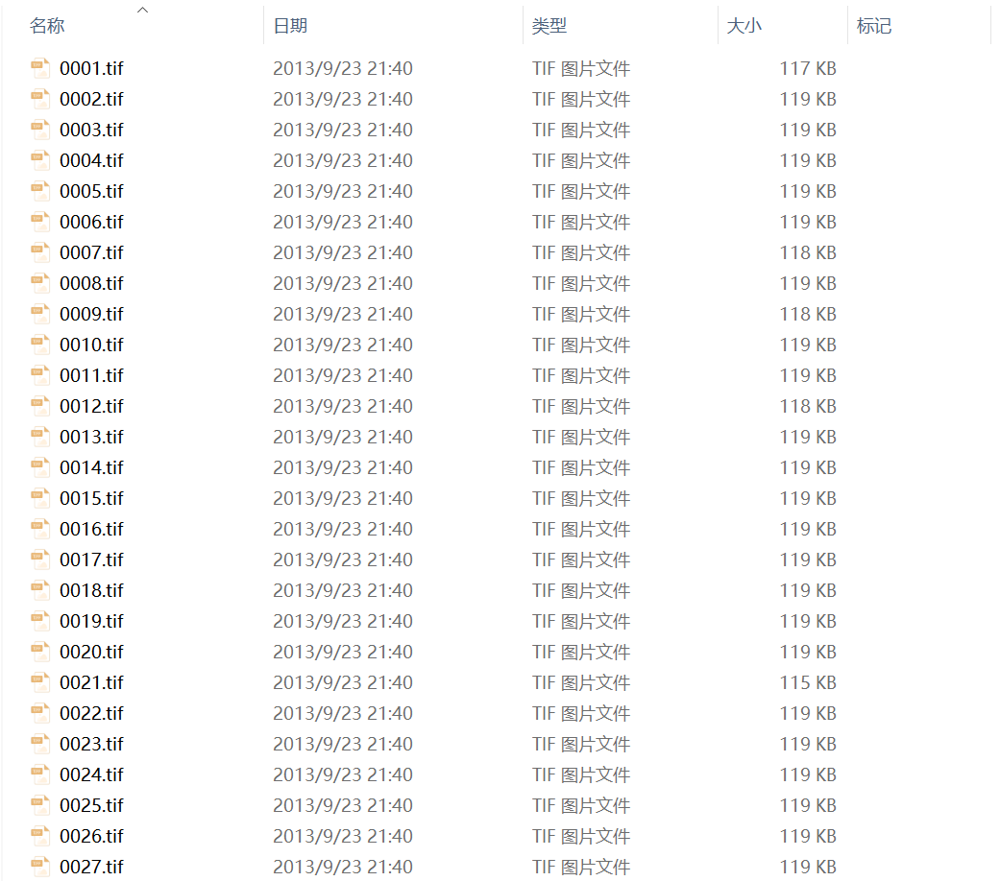 名称 日期 类型 大小 标记
0001.tif 2013/9/23 21:40 TIF 图片文件 117 KB
0002.tif 2013/9/23 21:40 TIF 图片文件 119 KB
0003.tif 2013/9/23 21:40 TIF 图片文件 119 KB
0004.tif 2013/9/23 21:40 TIF 图片文件 119 KB
0005.tif 2013/9/23 21:40 TIF 图片文件 119 KB
0006.tif 2013/9/23 21:40 TIF 图片文件 119 KB
0007.tif 2013/9/23 21:40 TIF 图片文件 118 KB
0008.tif 2013/9/23 21:40 TIF 图片文件 119 KB
0009.tif 2013/9/23 21:40 TIF 图片文件 118 KB
0010.tif 2013/9/23 21:40 TIF 图片文件 119 KB
0011.tif 2013/9/23 21:40 TIF 图片文件 119 KB
0012.tif 2013/9/23 21:40 TIF 图片文件 118 KB
0013.tif 2013/9/23 21:40 TIF 图片文件 119 KB
0014.tif 2013/9/23 21:40 TIF 图片文件 119 KB
0015.tif 2013/9/23 21:40 TIF 图片文件 119 KB
0016.tif 2013/9/23 21:40 TIF 图片文件 119 KB
0017.tif 2013/9/23 21:40 TIF 图片文件 119 KB
0018.tif 2013/9/23 21:40 TIF 图片文件 119 KB
0019.tif 2013/9/23 21:40 TIF 图片文件 119 KB
0020.tif 2013/9/23 21:40 TIF 图片文件 119 KB
0021.tif 2013/9/23 21:40 TIF 图片文件 115 KB
0022.tif 2013/9/23 21:40 TIF 图片文件 119 KB
0023.tif 2013/9/23 21:40 TIF 图片文件 119 KB
0024.tif 2013/9/23 21:40 TIF 图片文件 119 KB
0025.tif 2013/9/23 21:40 TIF 图片文件 119 KB
0026.tif 2013/9/23 21:40 TIF 图片文件 119 KB
0027.tif 2013/9/23 21:40 TIF 图片文件 119 KB